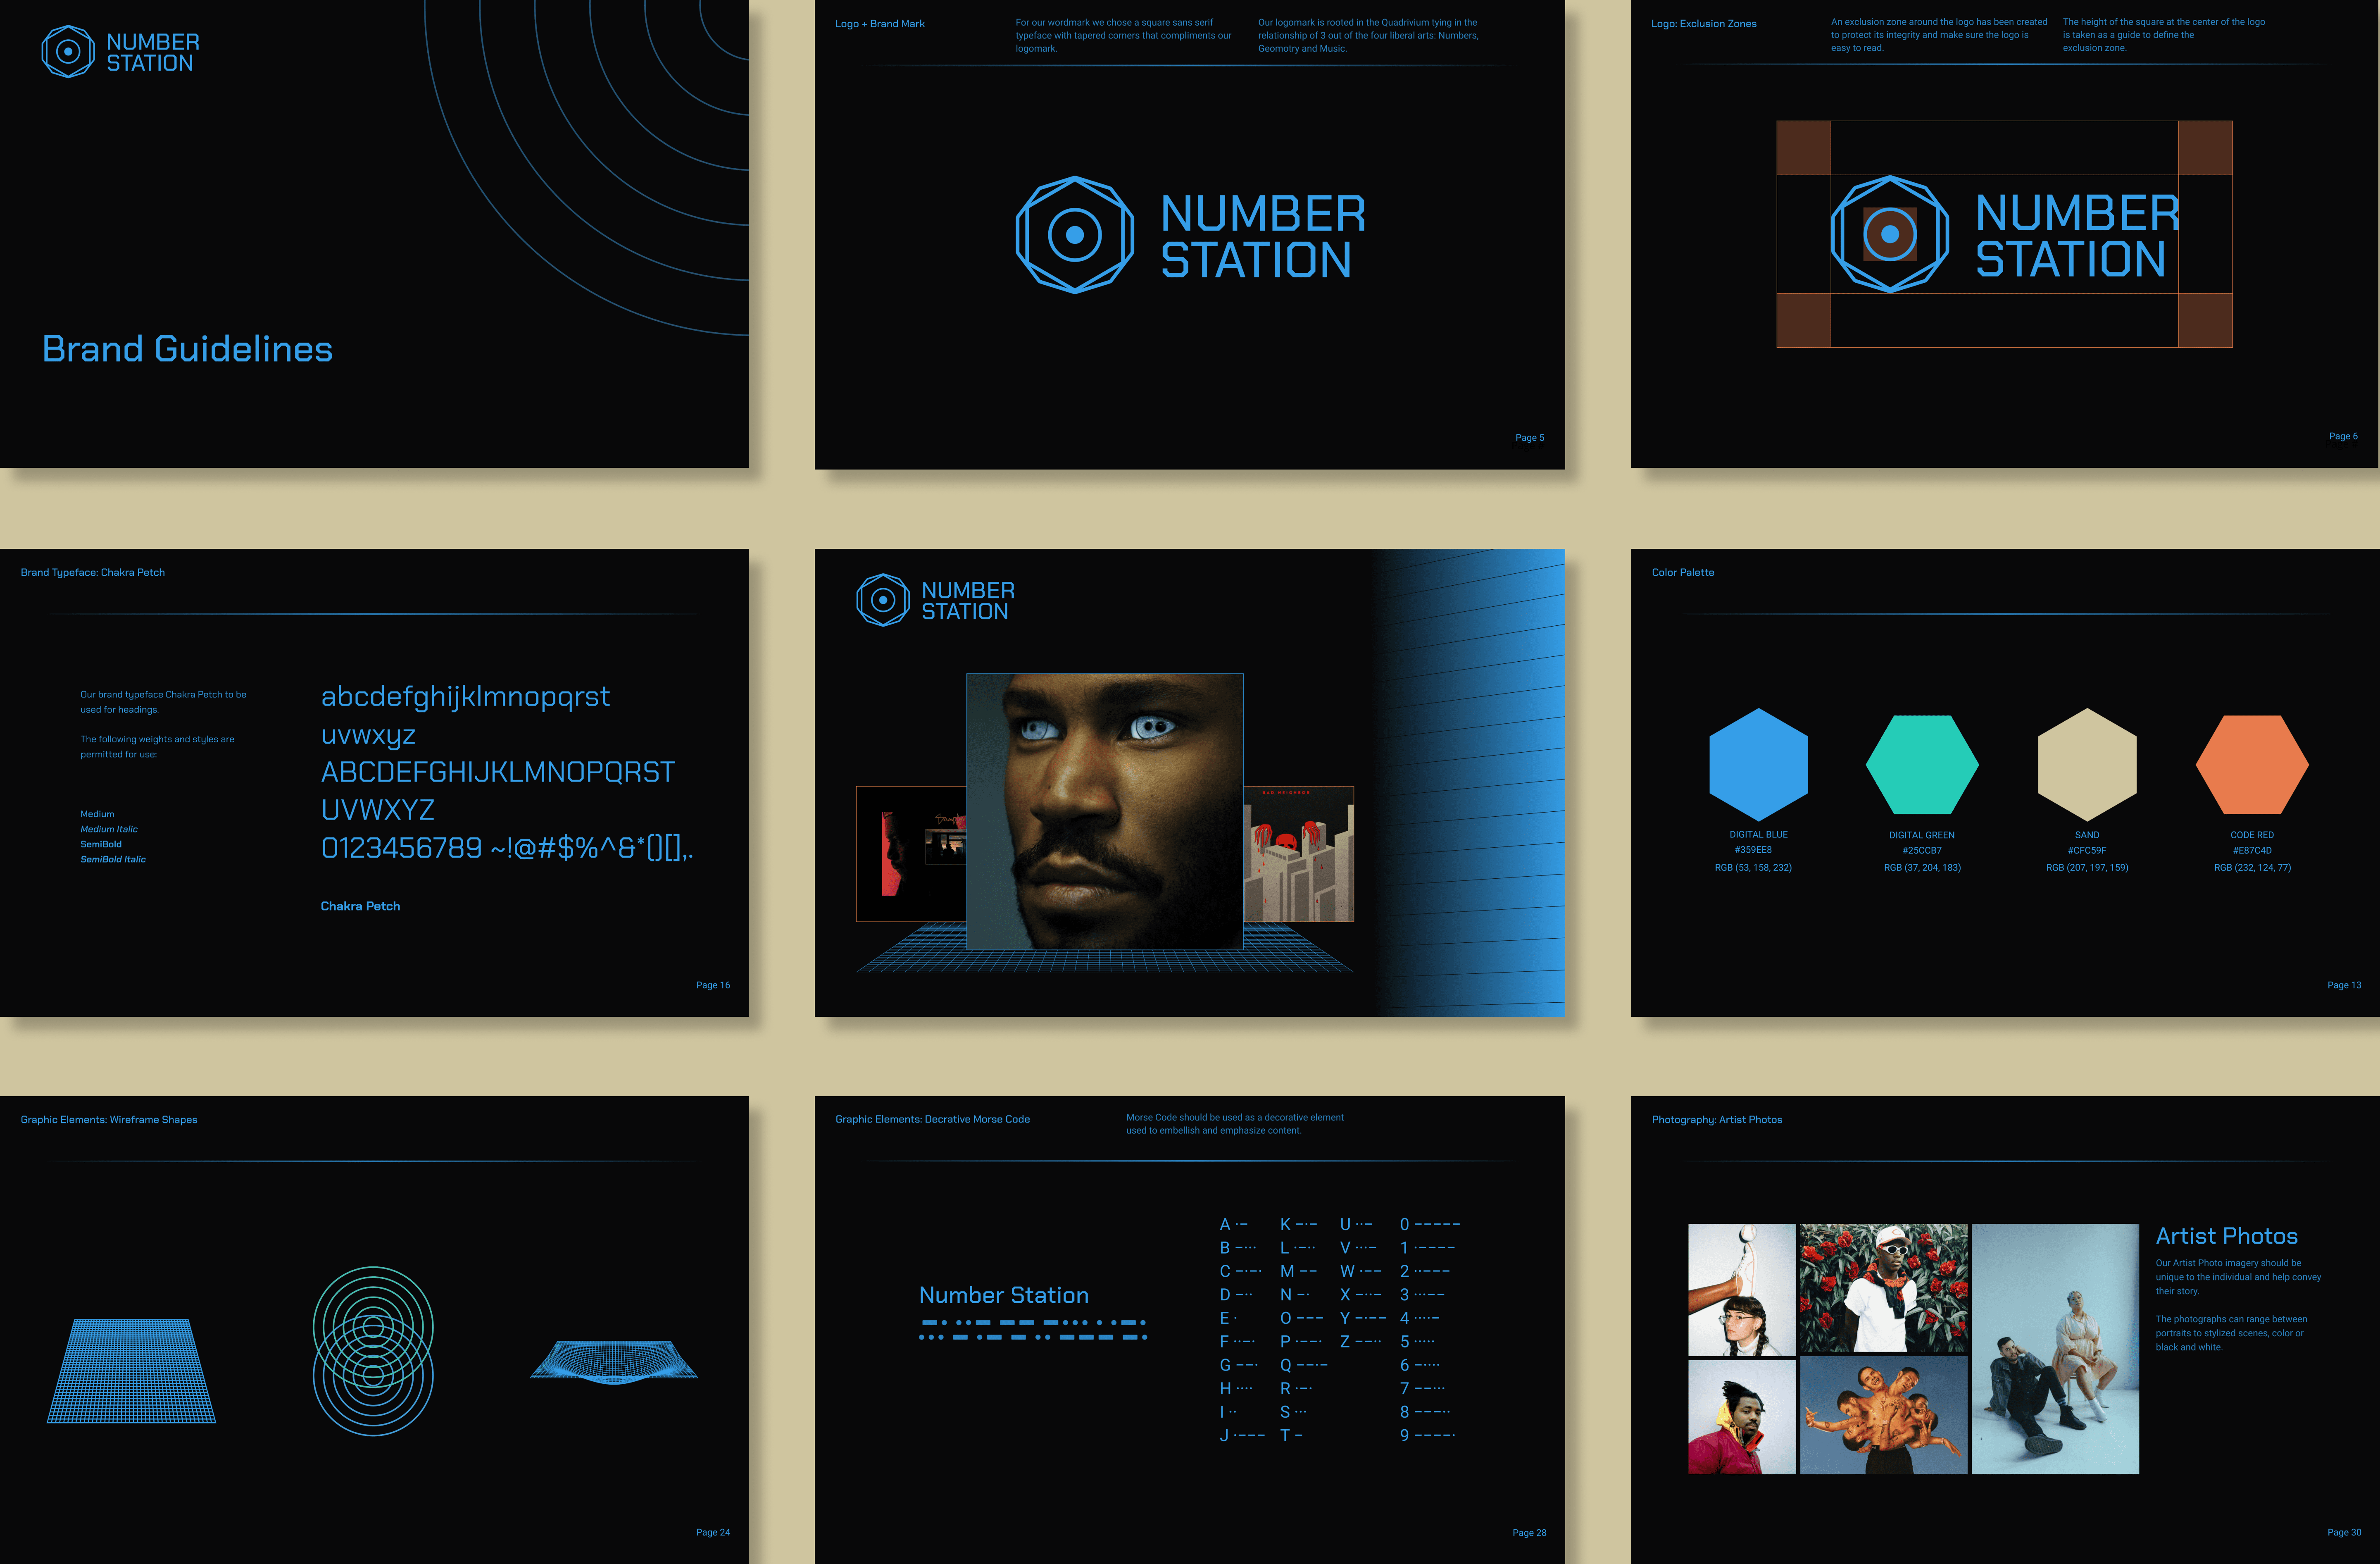 NUMBER
STATION
Brand Guidelines
Logo + Brand Mark
For our wordmark we chose a square sans serif
typeface with tapered corners that compliments our
logomark.
Our logomark is rooted in the Quadrivium tying in the
relationship of 3 out of the four liberal arts: Numbers,
Geomotry and Music.
NUMBER
STATION
Page 5
Logo: Exclusion Zones
An exclusion zone around the logo has been created
to protect its integrity and make sure the logo is
easy to read.
The height of the square at the center of the logo
is taken as a guide to define the
exclusion zone.
NUMBER
STATION
Page 6
Brand Typeface: Chakra Petch
Our brand typeface Chakra Petch to be
used for headings.
The following weights and styles are
permitted for use:
Medium
Medium Italic
SemiBold
SemiBold Italic
abcdefghijklmnopqrst
uvwxyz
ABCDEFGHIJKLMNOPQRST
UVWXYZ
0123456789 ~!@#$%^&*()[],.
Chakra Petch
Page 16
NUMBER
STATION
BAD NEIGHBOR
Color Palette
DIGITAL BLUE
#359EE8
RGB (53, 158, 232)
DIGITAL GREEN
#25CCB7
RGB (37, 204, 183)
SAND
#CFC59F
RGB (207, 197, 159)
CODE RED
#E87C4D
RGB (232, 124, 77)
Page 13
Graphic Elements: Wireframe Shapes
Page 24
Graphic Elements: Decrative Morse Code
Morse Code should be used as a decorative element
used to embellish and emphasize content.
Number Station
A ·−
B −···
C −·−·
D −··
E ·
F ··−·
G −−·
H ····
I ··
J ·−−−
K −·−
L ·−··
M −−
N −·
O −−−
P ·−−·
Q −−·−
R ·−·
S ···
T −
U ··−
V ···−
W ·−−
X −··−
Y −·−−
Z −−··
0 −−−−−
1 ·−−−−
2 ··−−−
3 ···−−
4 ····−
5 ·····
6 −····
7 −−···
8 −−−··
9 −−−−·
Page 28
Photography: Artist Photos
Artist Photos
Our Artist Photo imagery should be
unique to the individual and help convey
their story.
The photographs can range between
portraits to stylized scenes, color or
black and white.
Page 30